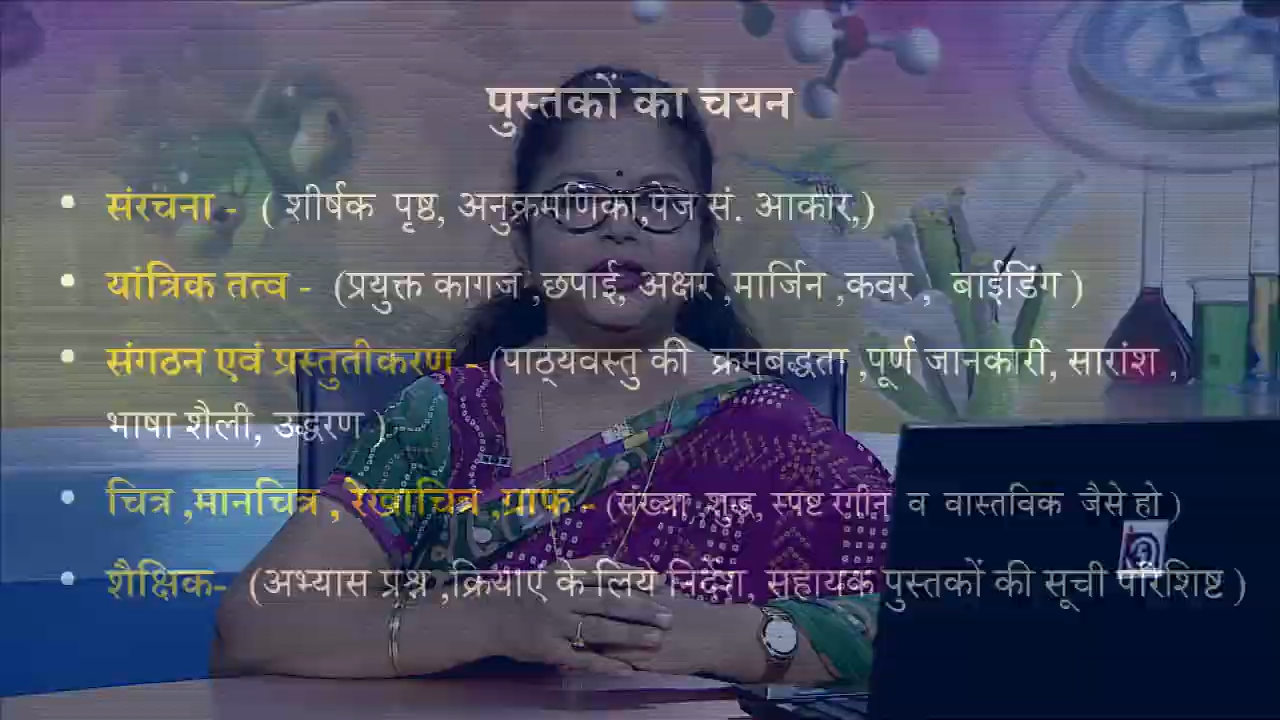 पुस्तकों का चयन
• संरचना - ( शीर्षक पृष्ठ, अनुक्रमणिका,पेज सं. आकार,)
• यांत्रिक तत्व - (प्रयुक्त कागज ,छपाई, अक्षर ,मार्जिन ,कवर , बाईडिंग )
• संगठन एवं प्रस्तुतीकरण - (पाठ्यवस्तु की क्रमबद्धता ,पूर्ण जानकारी, सारांश ,
भाषा शैली, उद्धरण )
• चित्र ,मानचित्र , रेखाचित्र ,ग्राफ - (संख्या ,शुद्ध, स्पष्ट रंगीन व वास्तविक जैसे हो )
• शैक्षिक- (अभ्यास प्रश्न ,क्रियाएं के लिये निर्देश, सहायक पुस्तकों की सूची परिशिष्ट )